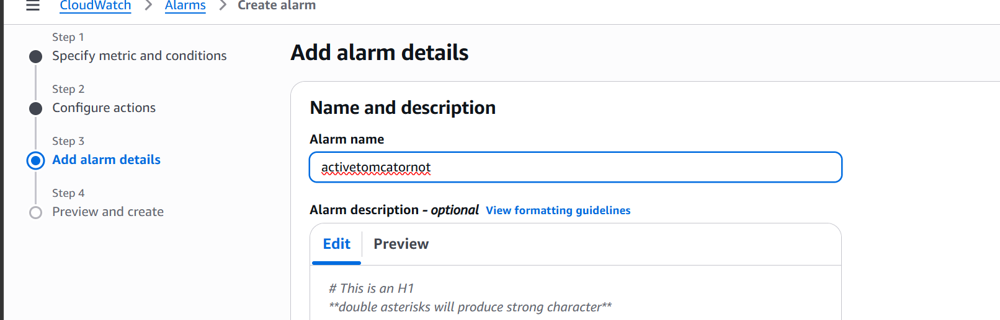 CloudWatch > Alarms > Create alarm
Step 1
Specify metric and conditions
Step 2
Configure actions
Step 3
Add alarm details
Step 4
Preview and create
Add alarm details
Name and description
Alarm name
activetomcatornot
Alarm description - optional View formatting guidelines
Edit Preview
# This is an H1
**double asterisks will produce strong character**